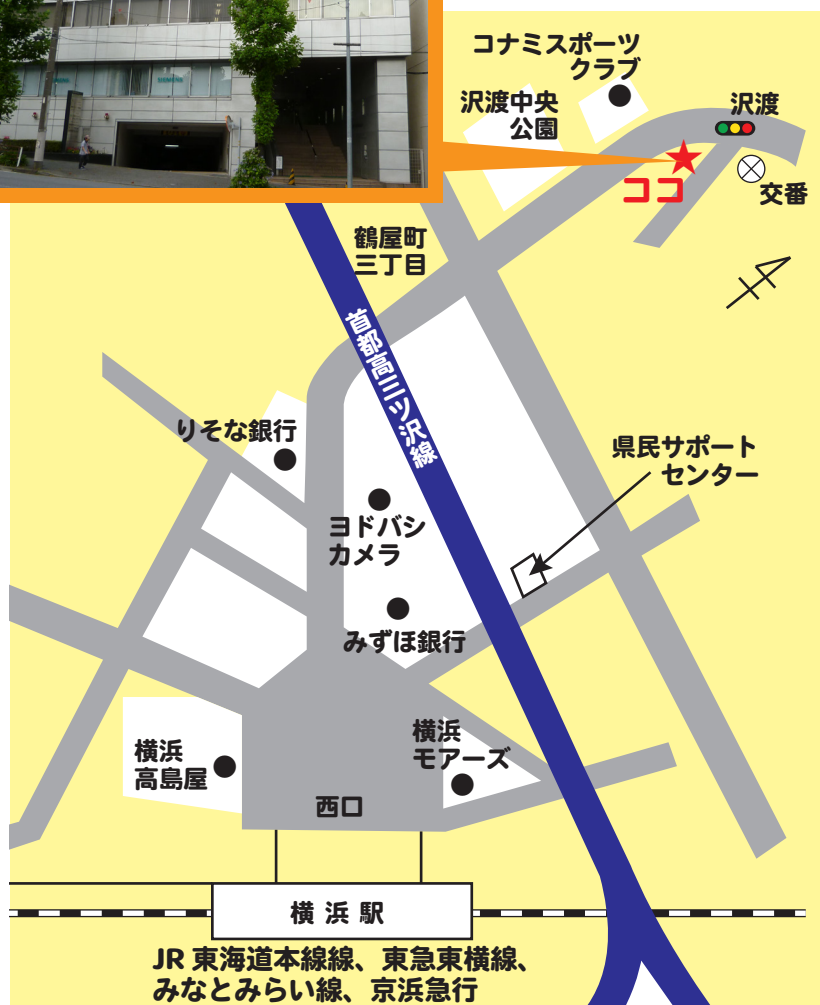 コナミスポーツ
クラブ
沢渡中央
公園
沢渡
ココ
交番
鶴屋町
三丁目
首都高三ツ沢線
りそな銀行
県民サポート
センター
ヨドバシ
カメラ
みずほ銀行
横浜
モアーズ
横浜
高島屋
西口
横浜駅
JR 東海道本線線、東急東横線、
みなとみらい線、京浜急行